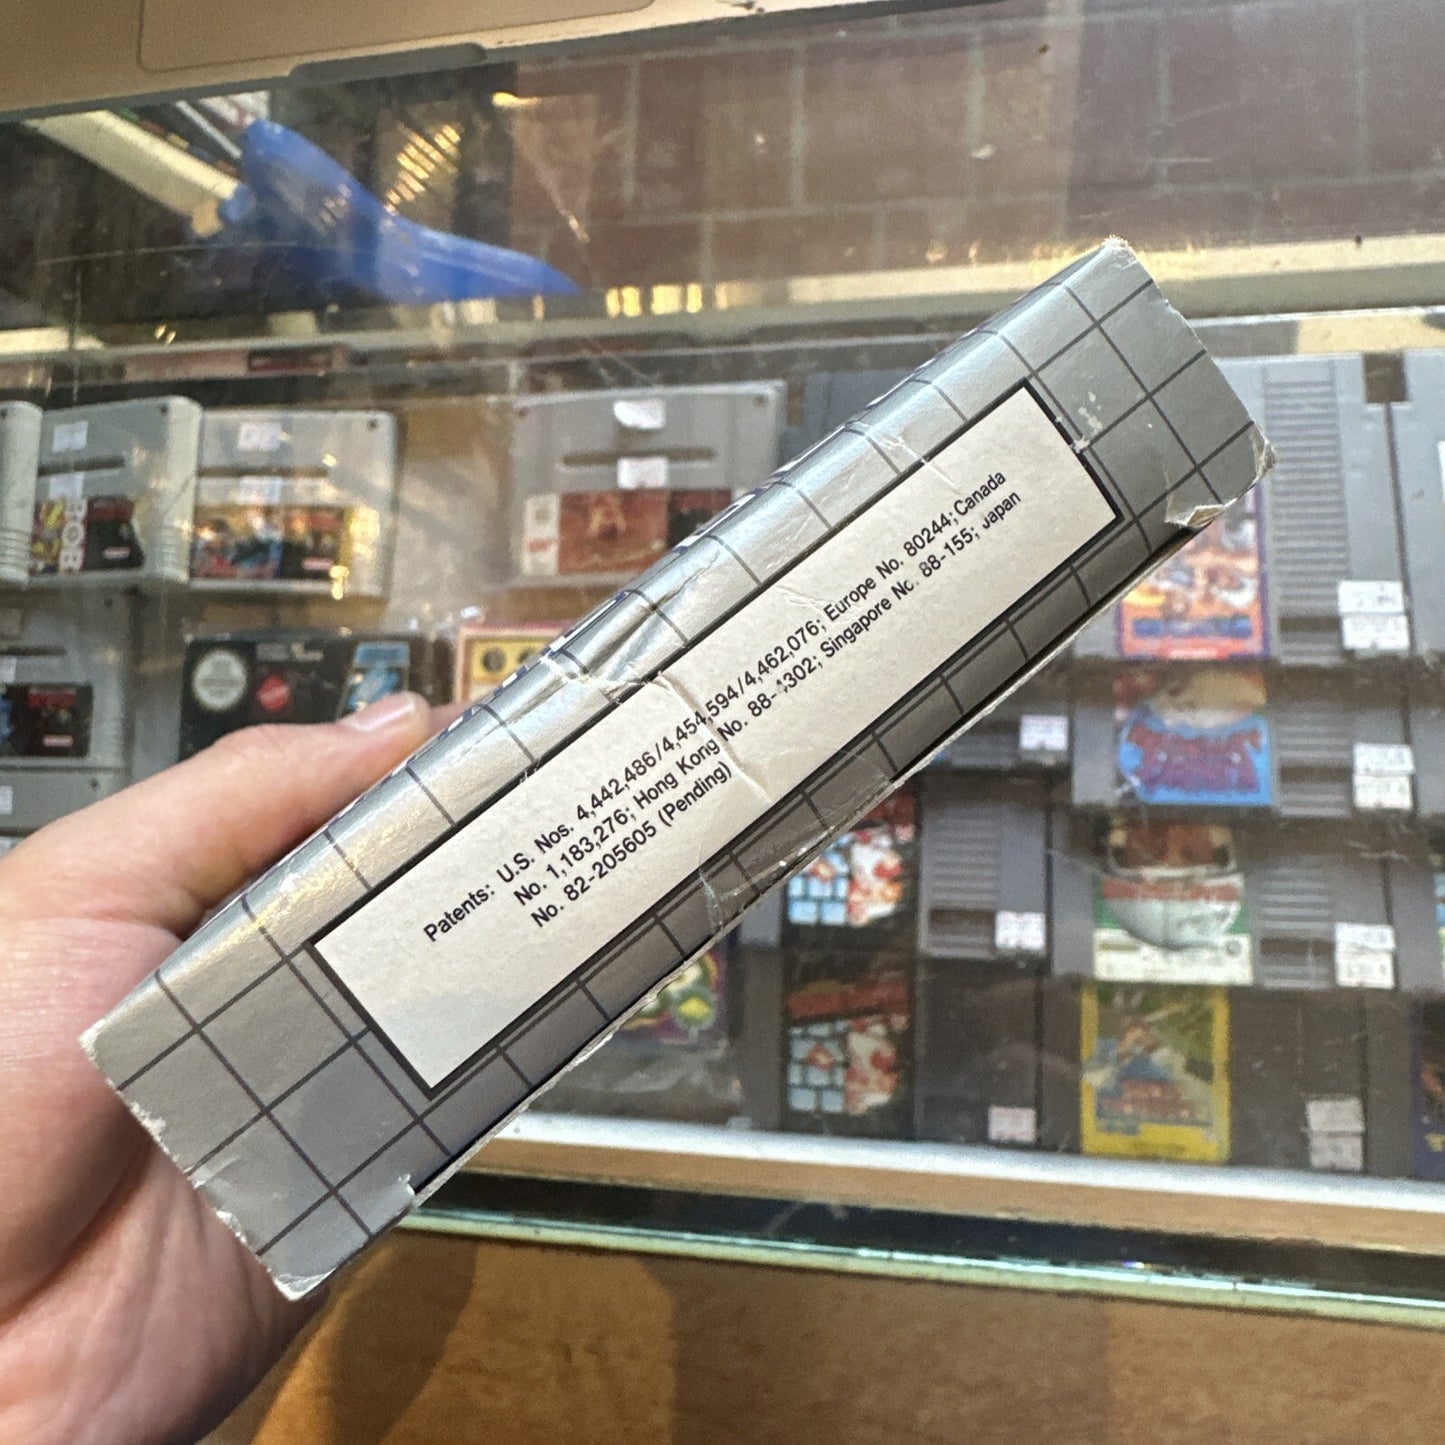 Patents: U.S. Nos. 4,442,486/4,454,594/4,462,076; Europe No. 80244; Canada
No. 1,183,276; Hong Kong No. 88-1302; Singapore No. 88-155; Japan
No. 82-205605 (Pending)